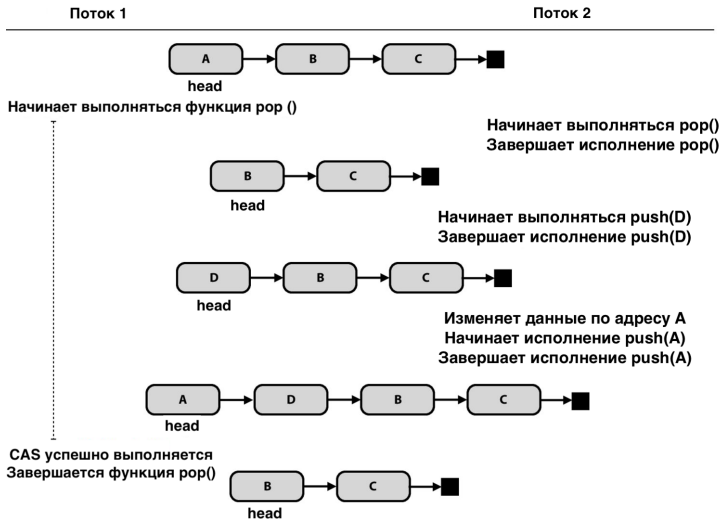 Поток 1
Поток 2
A B C
head
Начинает выполняться функция pop ()
Начинает выполняться pop()
Завершает исполнение pop()
B C
head
Начинает выполняться push(D)
Завершает исполнение push(D)
D B C
head
Изменяет данные по адресу A
Начинает исполнение push(A)
Завершает исполнение push(A)
A D B C
head
CAS успешно выполняется
Завершается функция pop()
B C
head